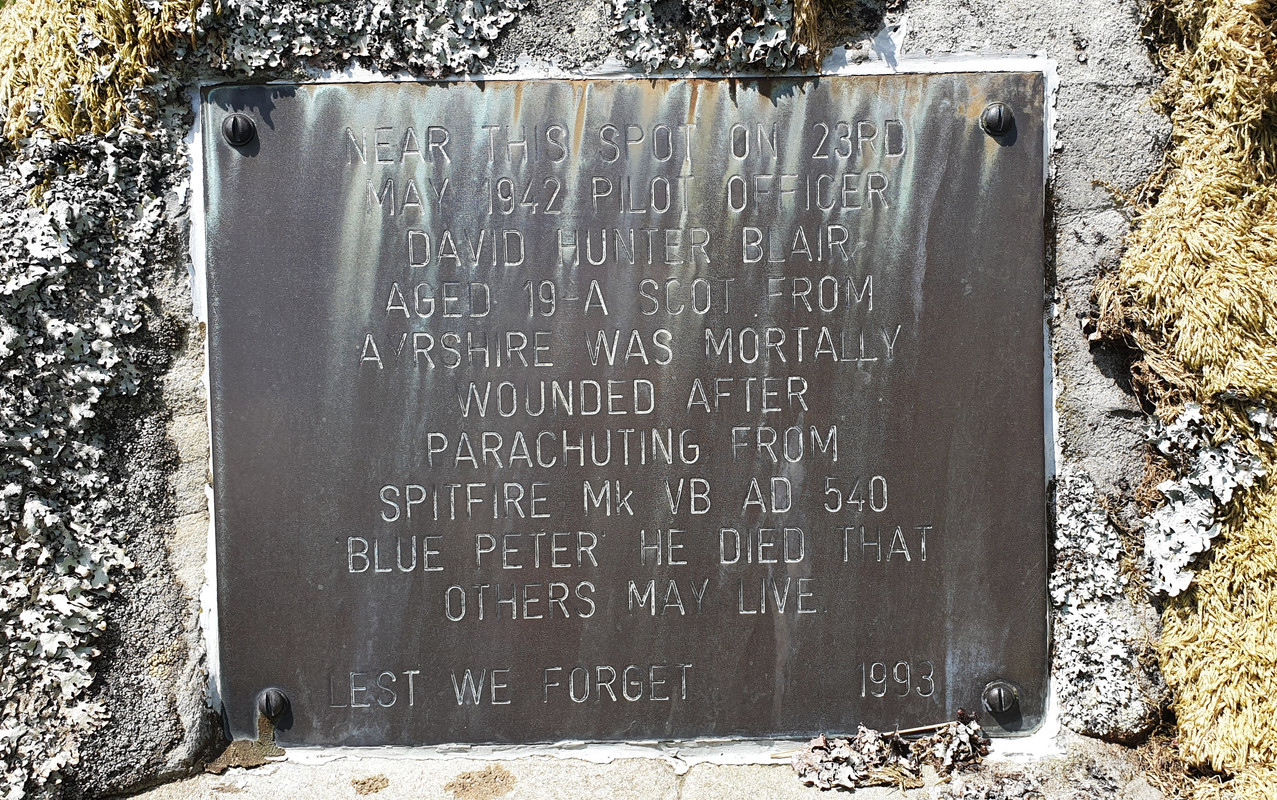 NEAR THIS SPOT ON 23RD
MAY 1942 PILOT OFFICER
DAVID HUNTER BLAIR
AGED 19-A SCOT FROM
AYRSHIRE WAS MORTALLY
WOUNDED AFTER
PARACHUTING FROM
SPITFIRE Mk VB AD 540
'BLUE PETER' HE DIED THAT
OTHERS MAY LIVE
LEST WE FORGET 1993